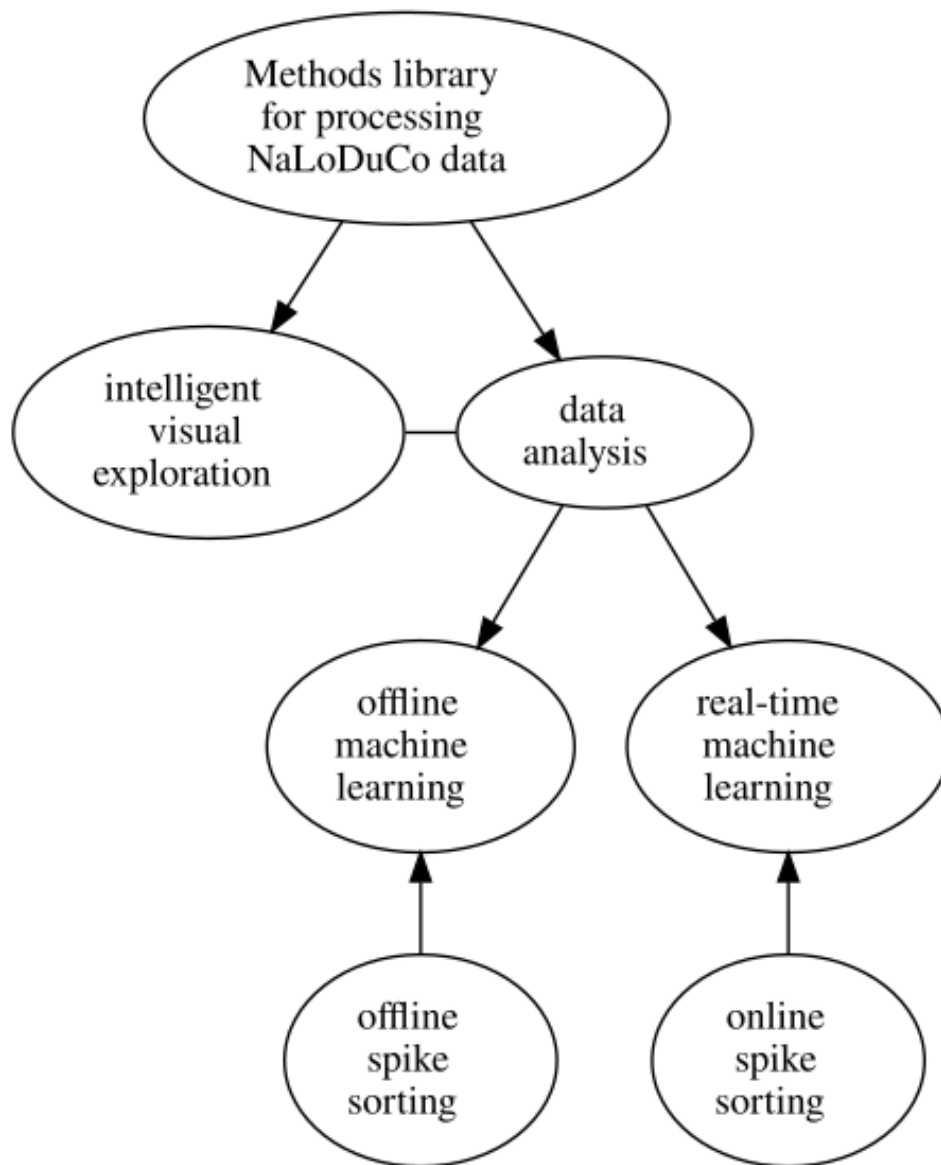 Methods library
for processing
NaLoDuCo data
intelligent
visual
exploration
data
analysis
offline
machine
learning
real-time
machine
learning
offline
spike
sorting
online
spike
sorting